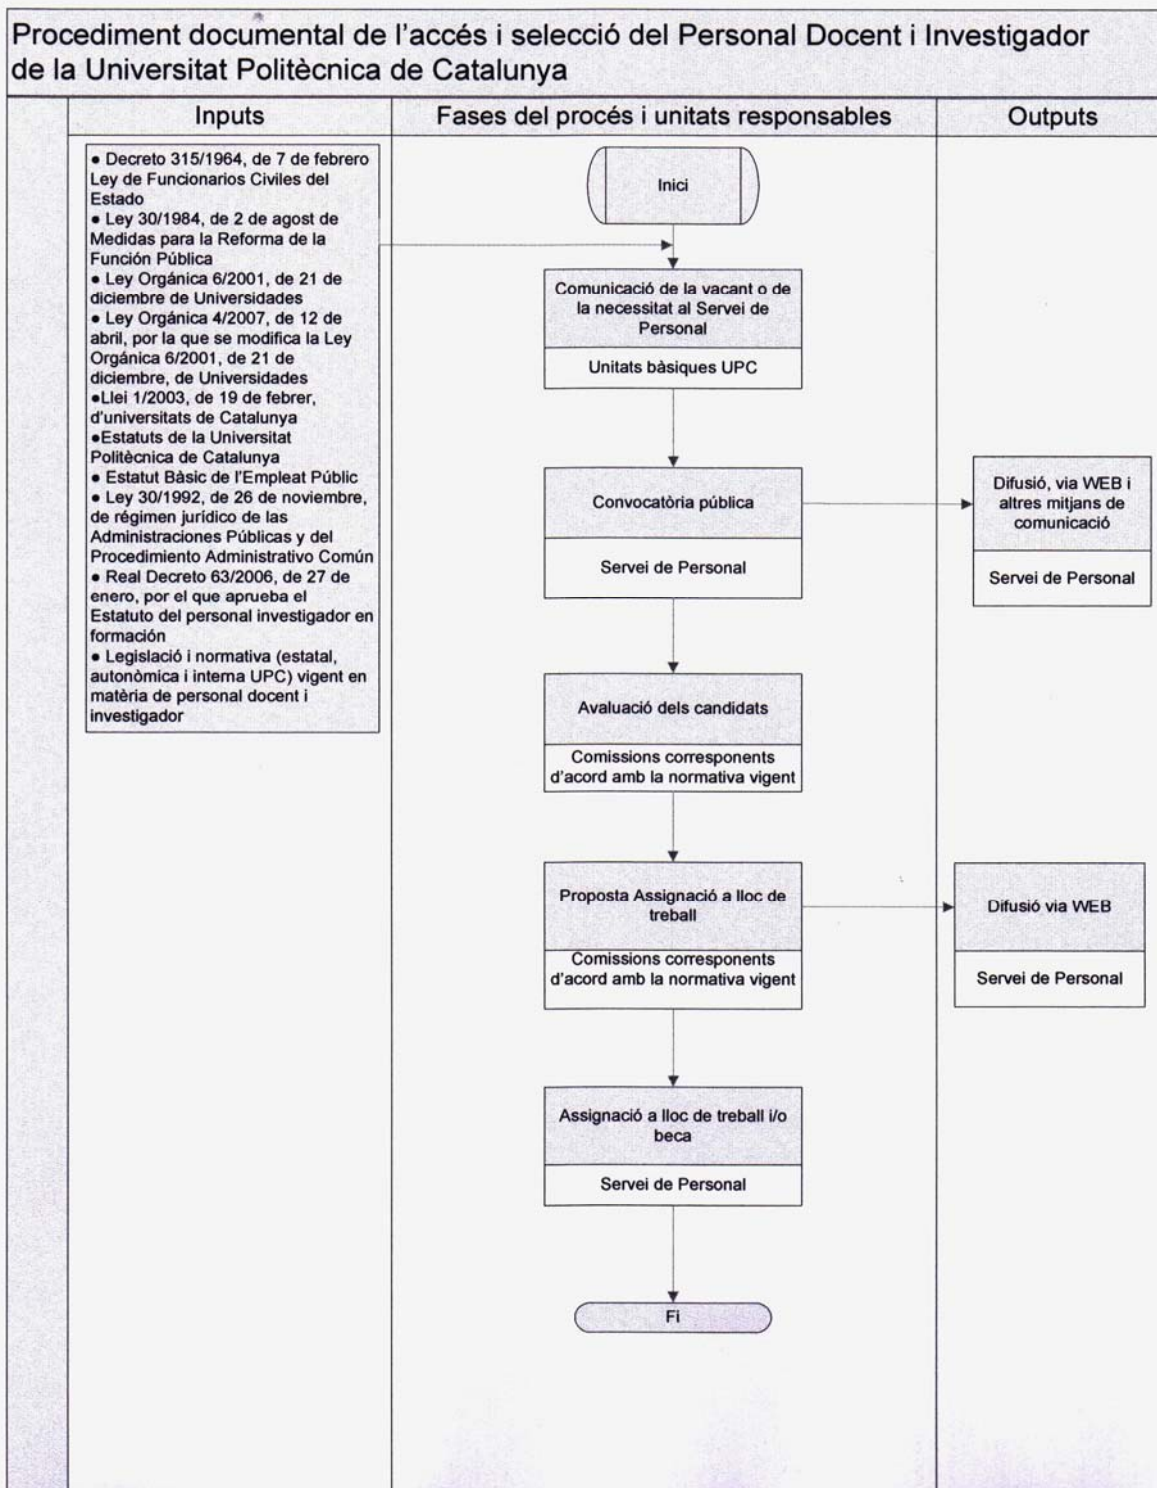 Procediment documental de l'accés i selecció del Personal Docent i Investigador
de la Universitat Politècnica de Catalunya
Inputs
Fases del procés i unitats responsables
Outputs
● Decreto 315/1964, de 7 de febrero
Ley de Funcionarios Civiles del
Estado
● Ley 30/1984, de 2 de agost de
Medidas para la Reforma de la
Función Pública
● Ley Orgánica 6/2001, de 21 de
diciembre de Universidades
● Ley Orgánica 4/2007, de 12 de
abril, por la que se modifica la Ley
Orgánica 6/2001, de 21 de
diciembre, de Universidades
●Llei 1/2003, de 19 de febrer,
d'universitats de Catalunya
●Estatuts de la Universitat
Politècnica de Catalunya
● Estatut Bàsic de l'Empleat Públic
● Ley 30/1992, de 26 de noviembre,
de régimen jurídico de las
Administraciones Públicas y del
Procedimiento Administrativo Común
● Real Decreto 63/2006, de 27 de
enero, por el que aprueba el
Estatuto del personal investigador en
formación
● Legislació i normativa (estatal,
autonòmica i interna UPC) vigent en
matèria de personal docent i
investigador
Inici
Comunicació de la vacant o de
la necessitat al Servei de
Personal
Unitats bàsiques UPC
Convocatòria pública
Servei de Personal
Difusió, via WEB i
altres mitjans de
comunicació
Servei de Personal
Avaluació dels candidats
Comissions corresponents
d'acord amb la normativa vigent
Proposta Assignació a lloc de
treball
Comissions corresponents
d'acord amb la normativa vigent
Difusió via WEB
Servei de Personal
Assignació a lloc de treball i/o
beca
Servei de Personal
Fi